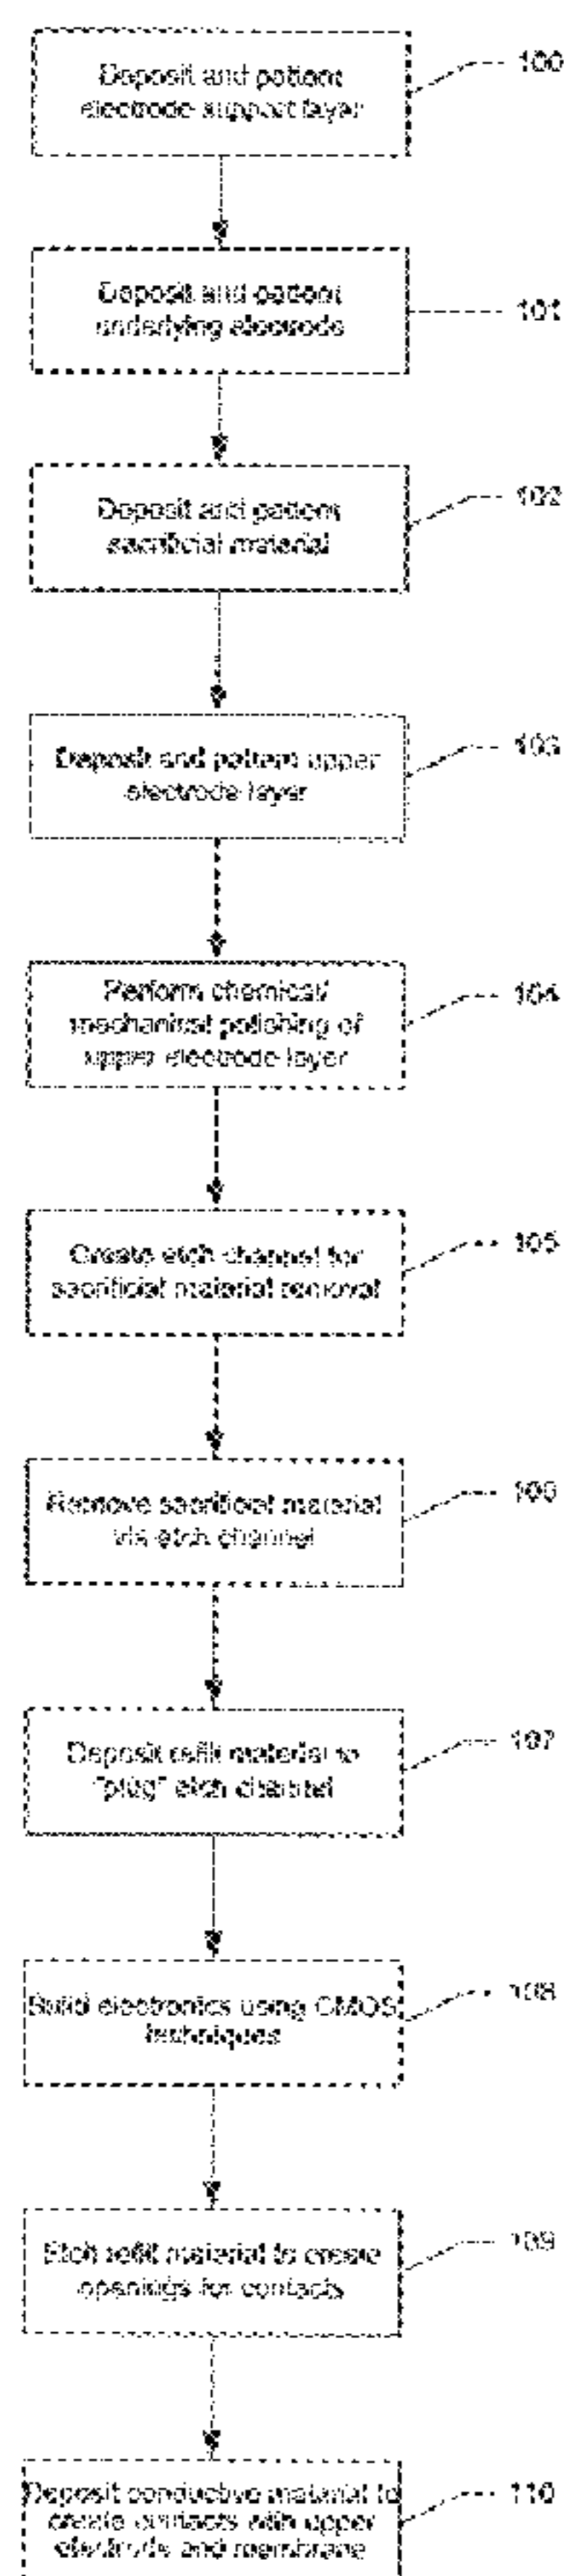 Deposit and pattern
electrode support layer
100
Deposit and pattern
underlying electrode
101
Deposit and pattern
sacrificial material
102
Deposit and pattern upper
electrode layer
103
Perform chemical/
mechanical polishing of
upper electrode layer
104
Create etch channel for
sacrificial material removal
105
Remove sacrificial material
via etch channel
106
Deposit refill material to
"plug" etch channel
107
Build electronics using CMOS
techniques
108
Etch refill material to create
openings for contacts
109
Deposit conductive material to
create contacts with upper
electrode and membrane
110